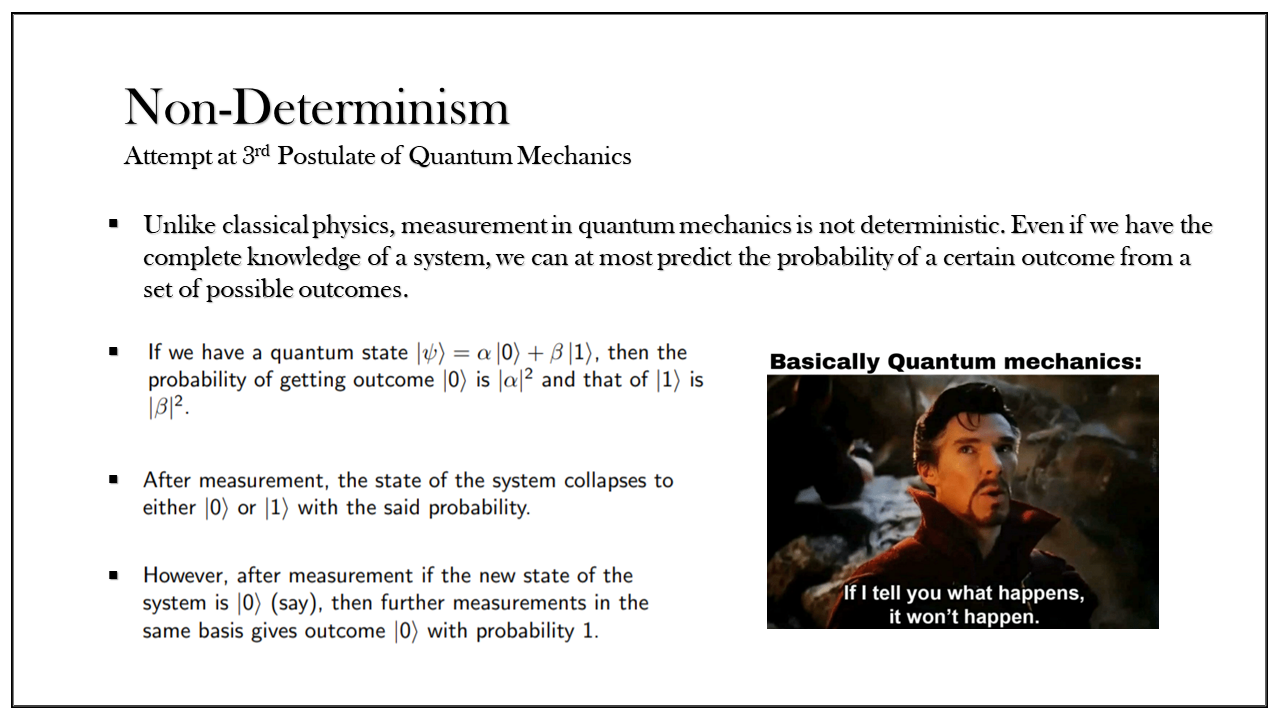 Non-Determinism
Attempt at 3rd Postulate of Quantum Mechanics
▪ Unlike classical physics, measurement in quantum mechanics is not deterministic. Even if we have the
complete knowledge of a system, we can at most predict the probability of a certain outcome from a
set of possible outcomes.
▪ If we have a quantum state |ψ⟩ = α|0⟩ + β|1⟩, then the
probability of getting outcome |0⟩ is |α|² and that of |1⟩ is
|β|².
▪ After measurement, the state of the system collapses to
either |0⟩ or |1⟩ with the said probability.
▪ However, after measurement if the new state of the
system is |0⟩ (say), then further measurements in the
same basis gives outcome |0⟩ with probability 1.
Basically Quantum mechanics:
If I tell you what happens,
it won't happen.